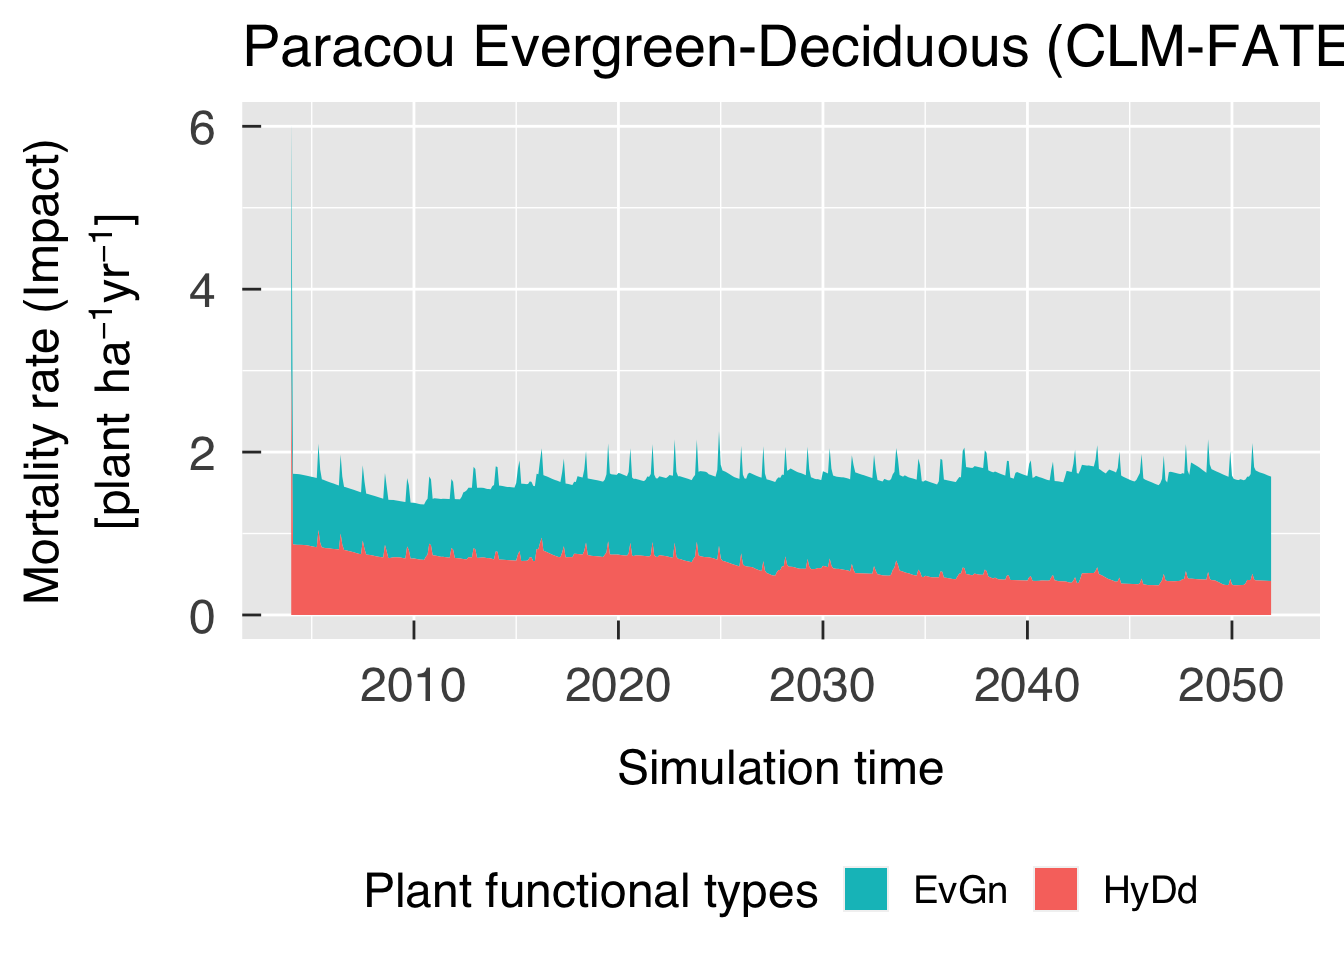 Paracou Evergreen-Deciduous (CLM-FATE
Mortality rate (Impact)
[plant ha⁻¹yr⁻¹]
6
4
2
0
2010 2020 2030 2040 2050
Simulation time
Plant functional types EvGn HyDd